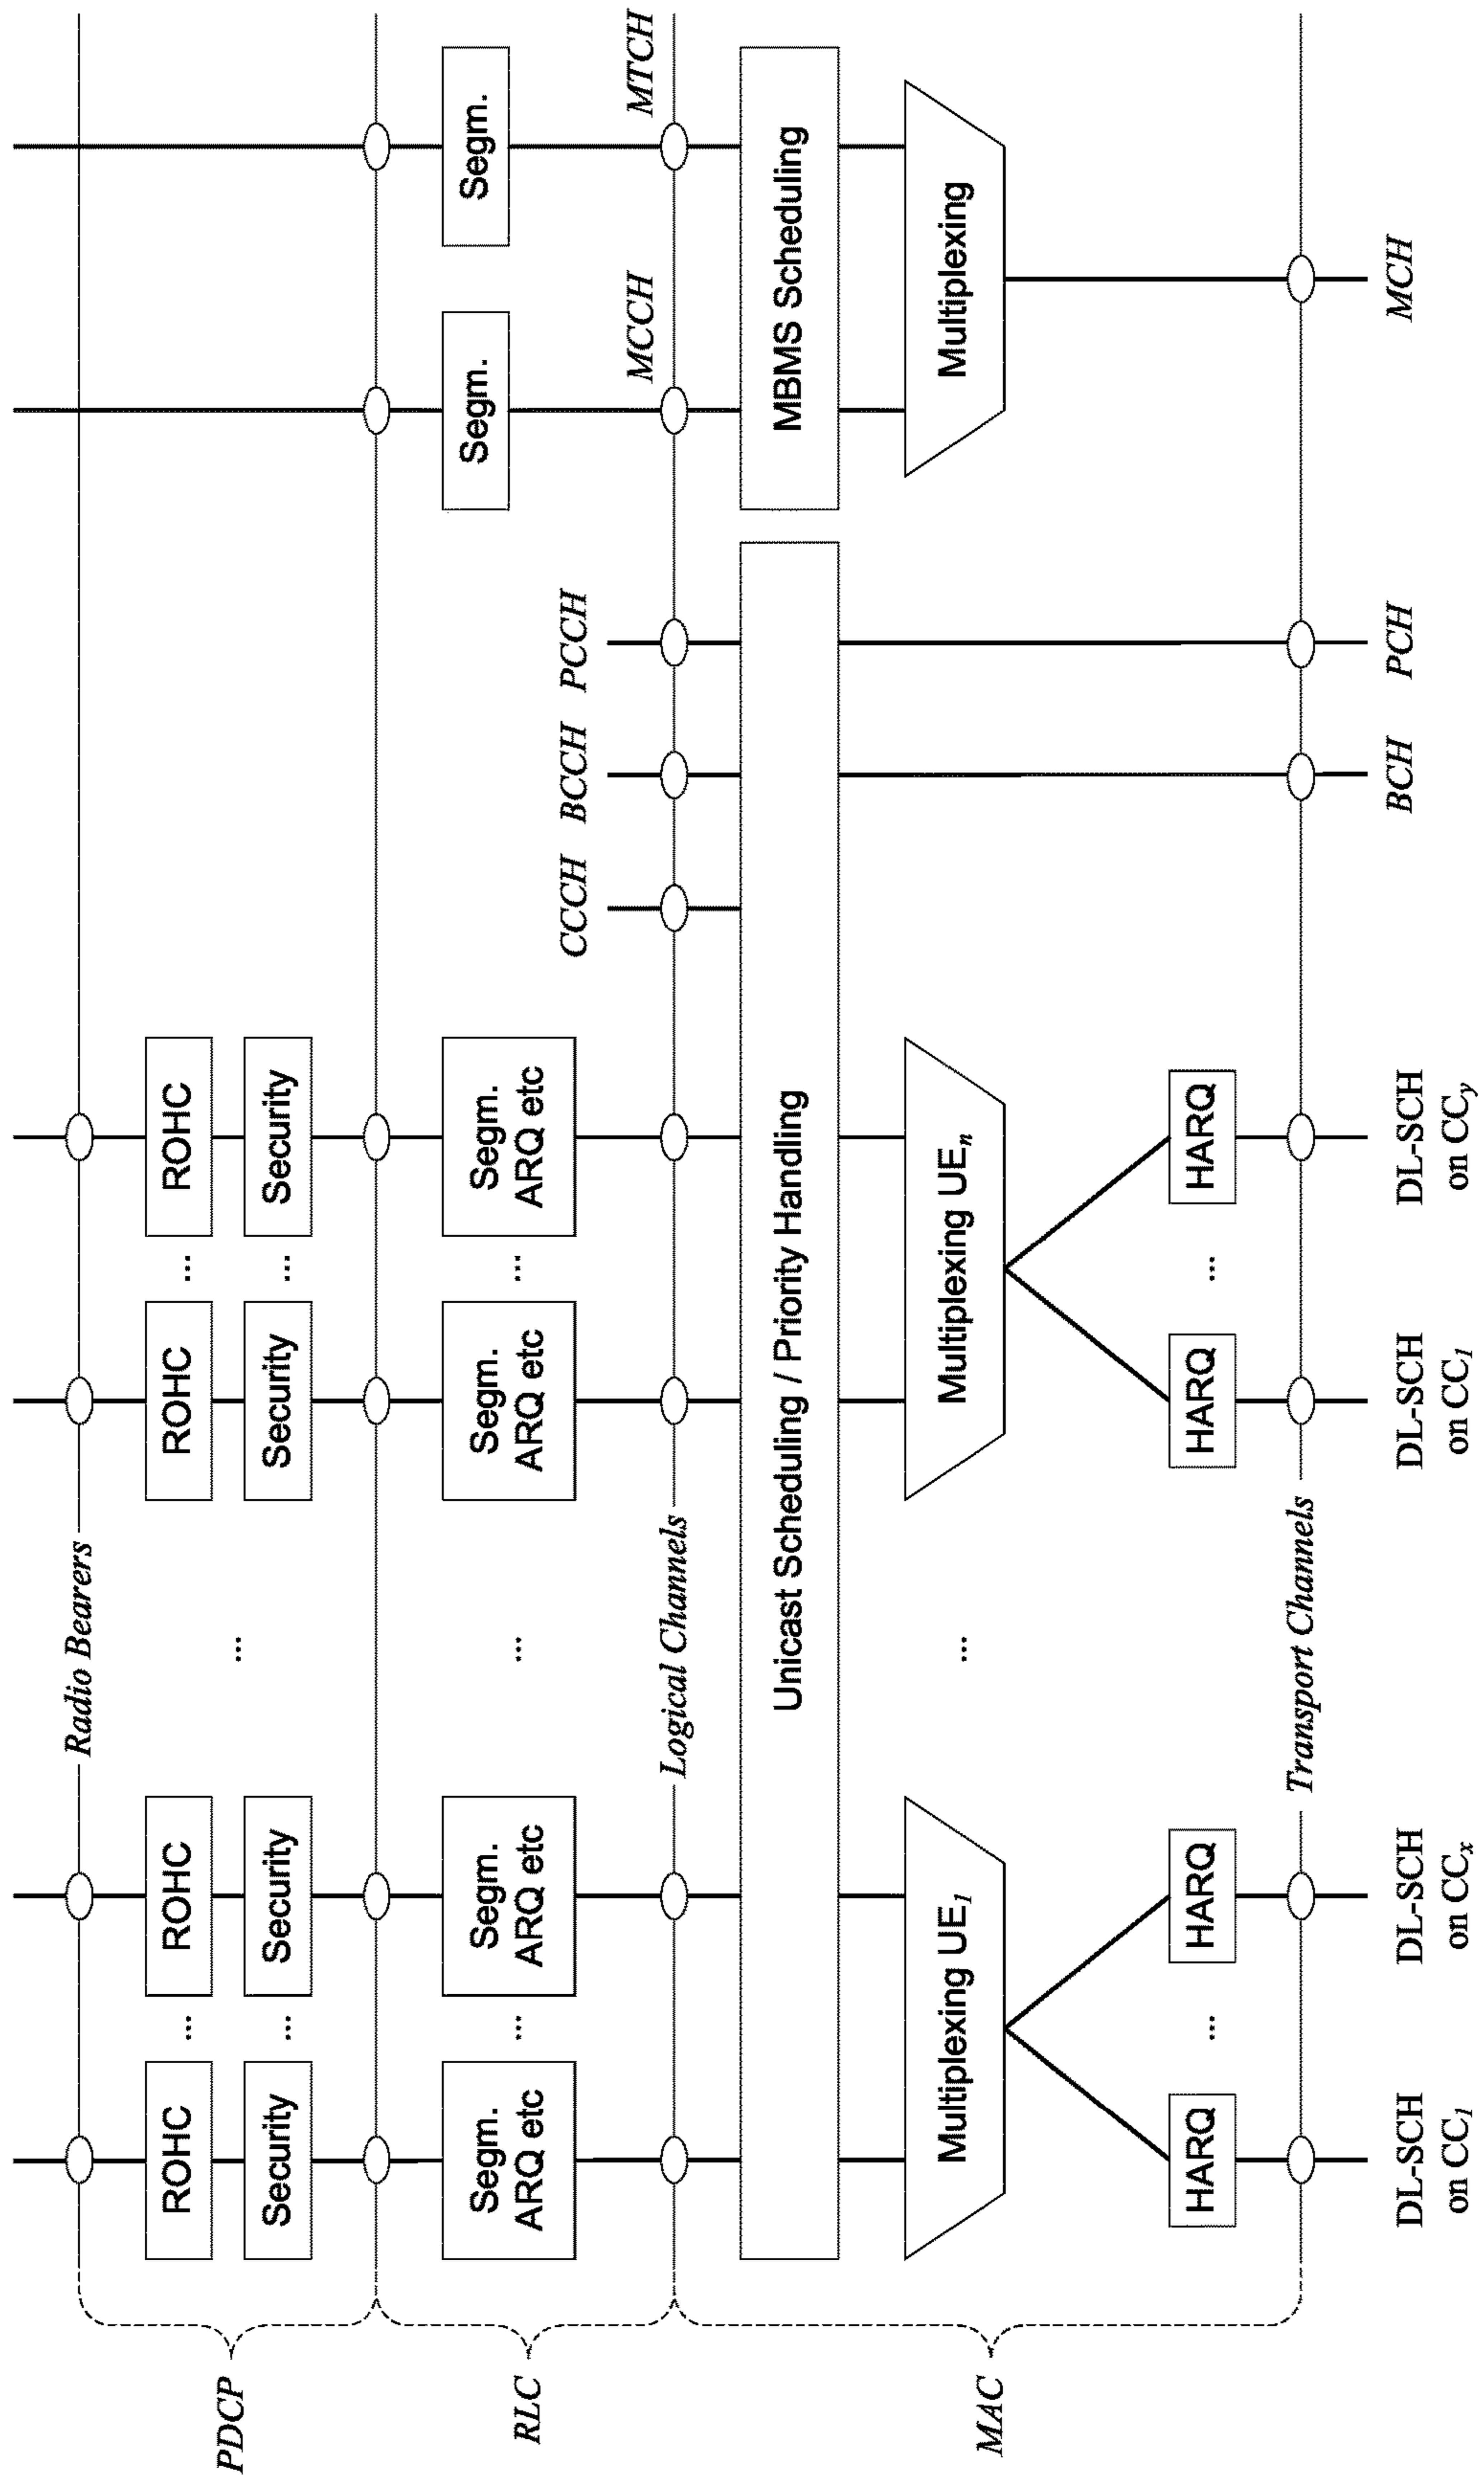 Radio Bearers
PDCP
ROHC
...
ROHC
ROHC
...
ROHC
...
Security
...
Security
Security
...
Security
RLC
Segm.
ARQ etc
...
Segm.
ARQ etc
...
Segm.
ARQ etc
...
Segm.
ARQ etc
Segm.
Segm.
CCCH
BCCH
PCCH
MCCH
MTCH
Logical Channels
MAC
Unicast Scheduling / Priority Handling
MBMS Scheduling
Multiplexing UE1
...
Multiplexing UEn
Multiplexing
HARQ
...
HARQ
HARQ
...
HARQ
Transport Channels
DL-SCH
on CC1
DL-SCH
on CCx
DL-SCH
on CC1
DL-SCH
on CCy
BCH
PCH
MCH